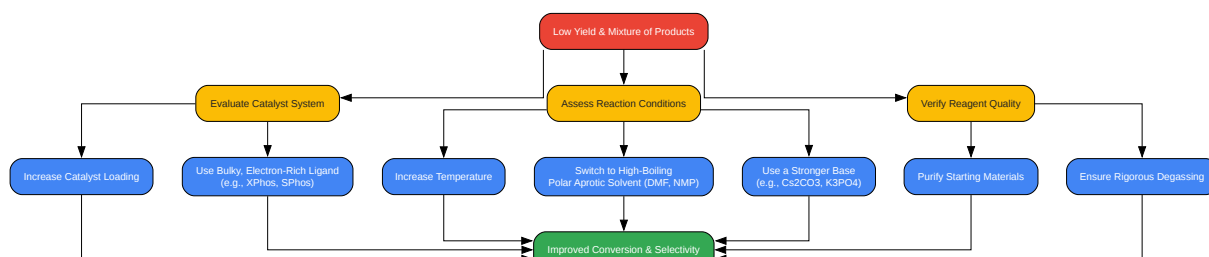 Low Yield & Mixture of Products
Evaluate Catalyst System
Assess Reaction Conditions
Verify Reagent Quality
Increase Catalyst Loading
Use Bulky, Electron-Rich Ligand
(e.g., XPhos, SPhos)
Increase Temperature
Switch to High-Boiling
Polar Aprotic Solvent (DMF, NMP)
Use a Stronger Base
(e.g., Cs2CO3, K3PO4)
Purify Starting Materials
Ensure Rigorous Degassing
Improved Conversion & Selectivity